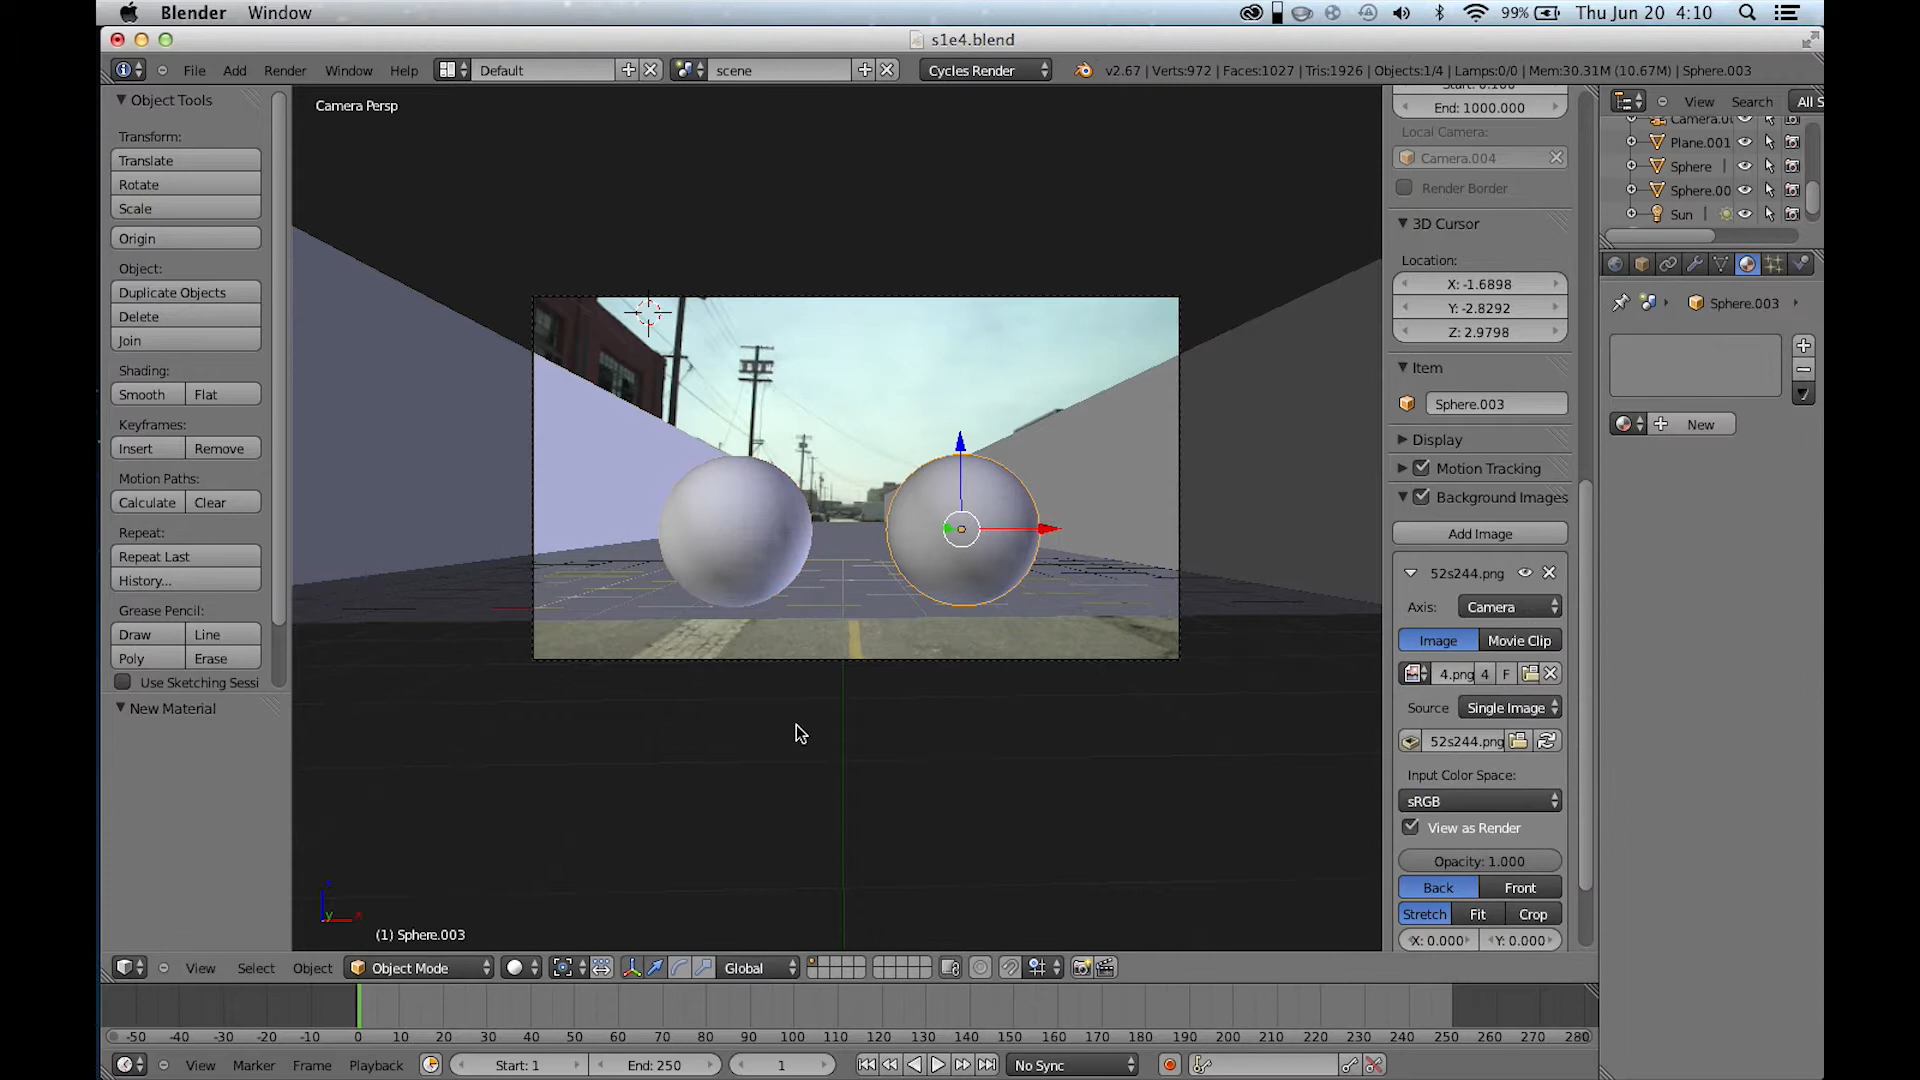 Blender Window 99% Thu Jun 20 4:10
s1e4.blend
File Add Render Window Help Default scene Cycles Render v2.67 | Verts:972 | Faces:1027 | Tris:1926 | Objects:1/4 | Lamps:0/0 | Mem:30.31M (10.67M) | Sphere.003
Object Tools
Transform:
Translate
Rotate
Scale
Origin
Object:
Duplicate Objects
Delete
Join
Shading:
Smooth Flat
Keyframes:
Insert Remove
Motion Paths:
Calculate Clear
Repeat:
Repeat Last
History...
Grease Pencil:
Draw Line
Poly Erase
Use Sketching Sessi
New Material
Camera Persp
(1) Sphere.003
Start: 0.100
End: 1000.000
Local Camera:
Camera.004
Render Border
3D Cursor
Location:
X: -1.6898
Y: -2.8292
Z: 2.9798
Item
Sphere.003
Display
Motion Tracking
Background Images
Add Image
52s244.png
Axis: Camera
Image Movie Clip
4.png 4 F
Source Single Image
52s244.png
Input Color Space:
sRGB
View as Render
Opacity: 1.000
Back Front
Stretch Fit Crop
X: 0.000 Y: 0.000
View Search All S
Camera.00
Plane.001
Sphere
Sphere.00
Sun
Sphere.003
New
View Select Object Object Mode Global
-50 -40 -30 -20 -10 0 10 20 30 40 50 60 70 80 90 100 110 120 130 140 150 160 170 180 190 200 210 220 230 240 250 260 270 280
View Marker Frame Playback Start: 1 End: 250 1 No Sync